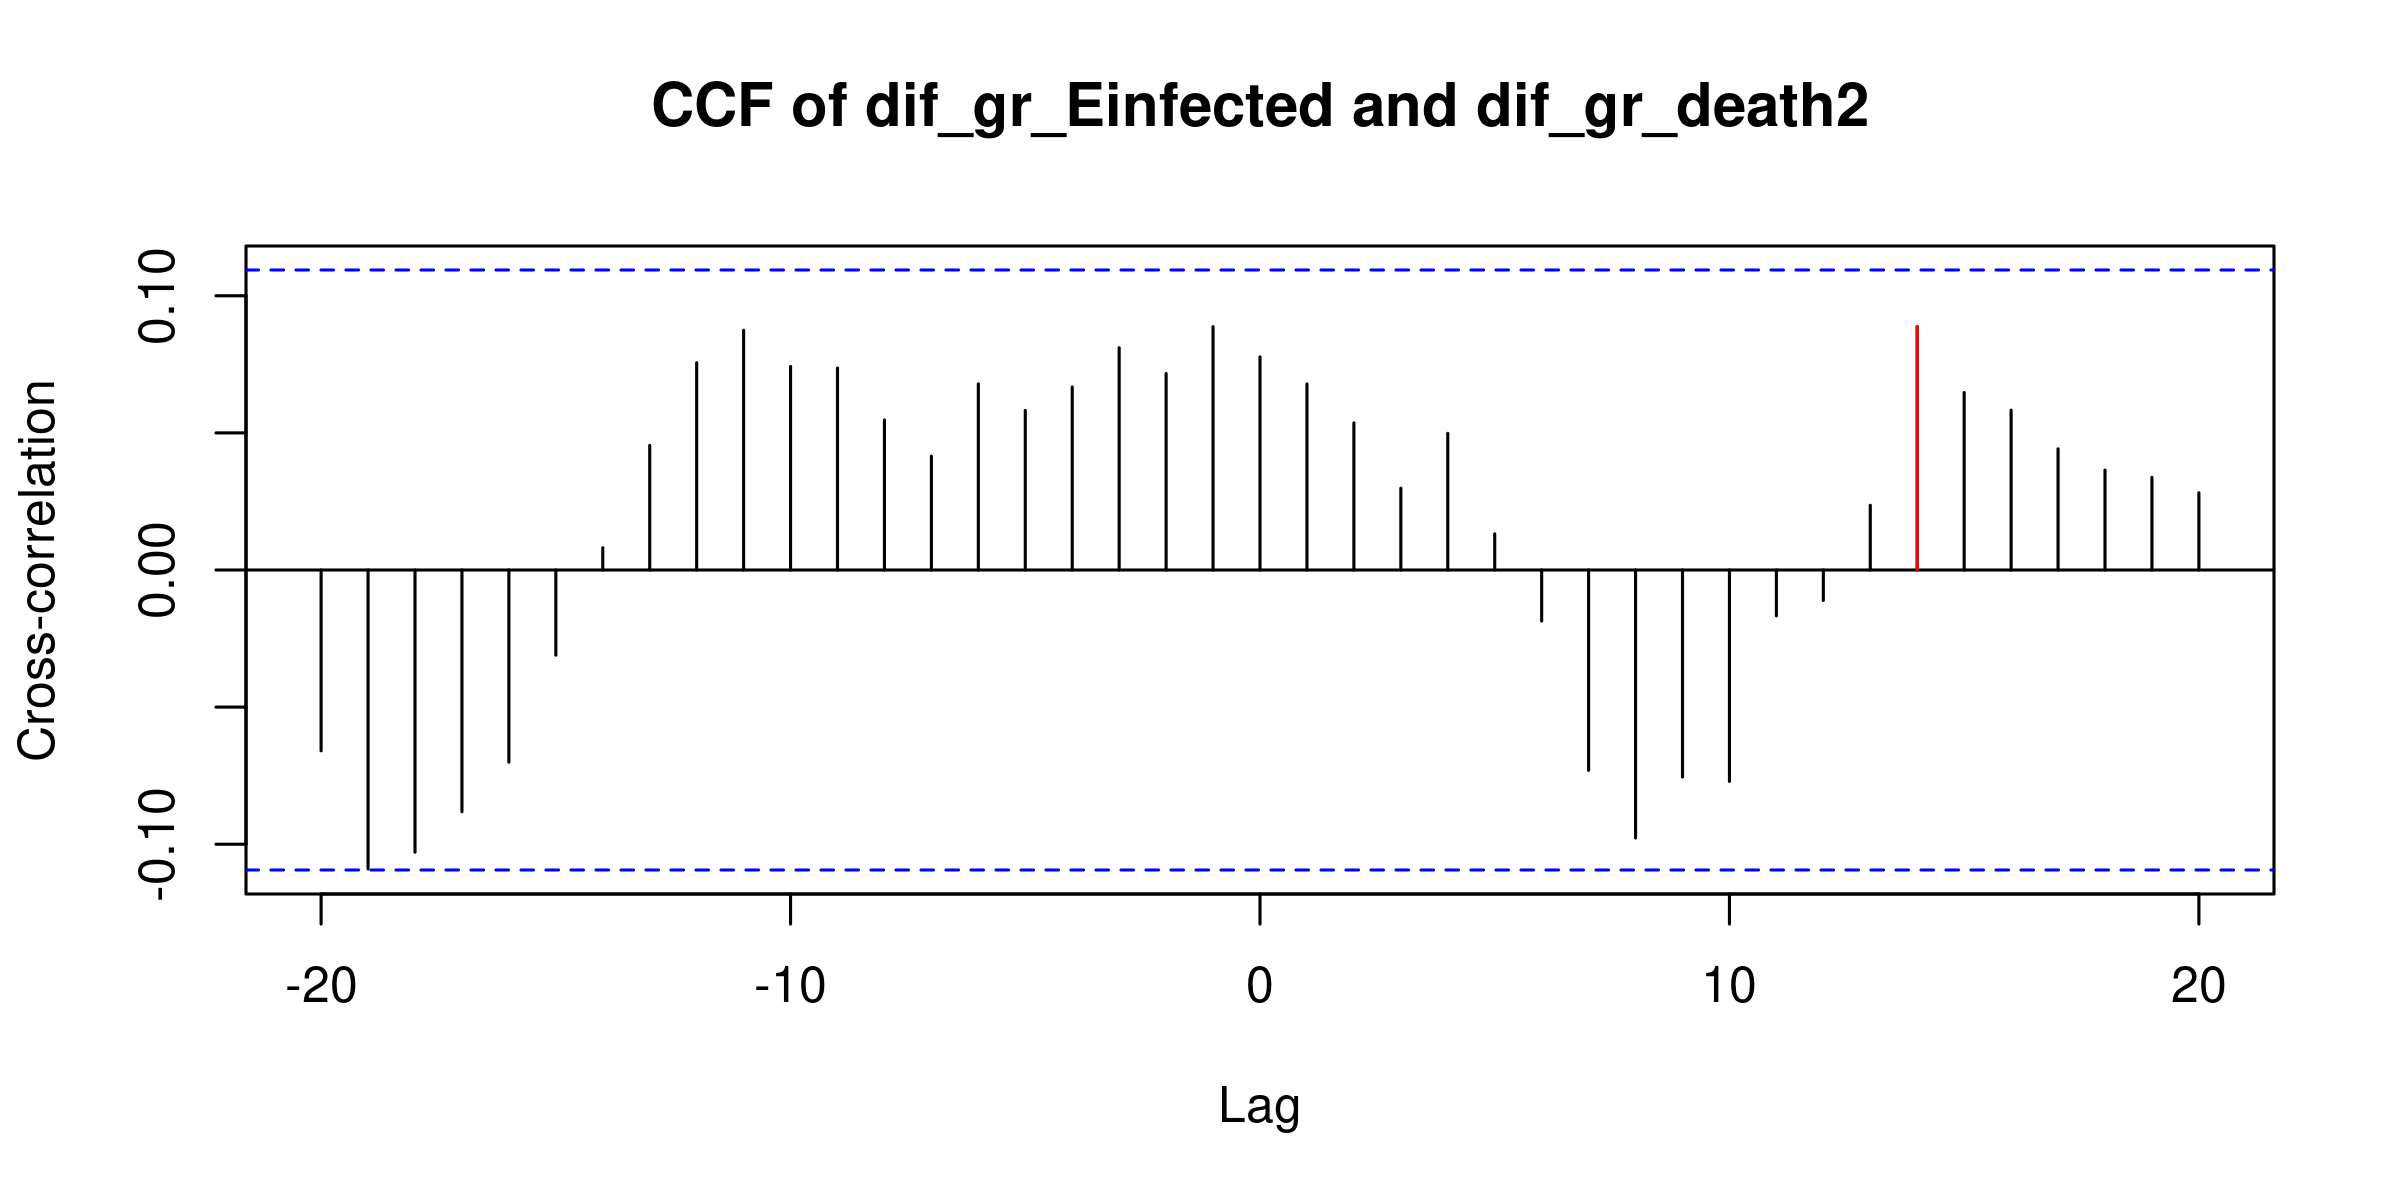 CCF of dif_gr_Einfected and dif_gr_death2
Cross-correlation
0.10
0.00
-0.10
-20 -10 0 10 20
Lag